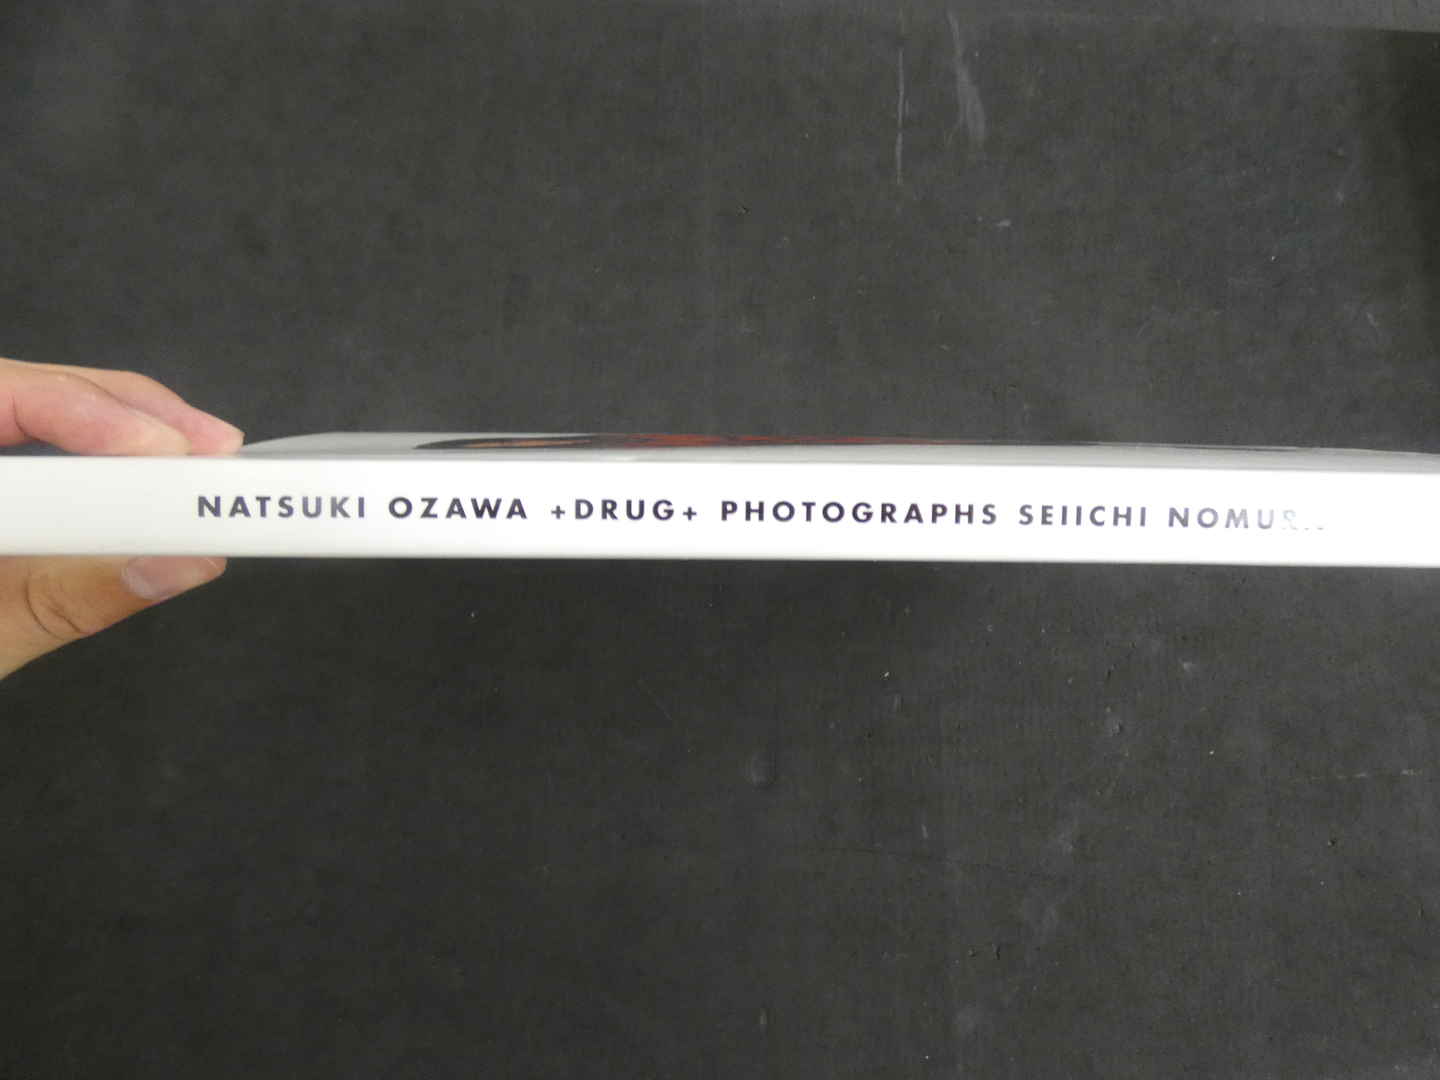 NATSUKI OZAWA +DRUG+ PHOTOGRAPHS SEIICHI